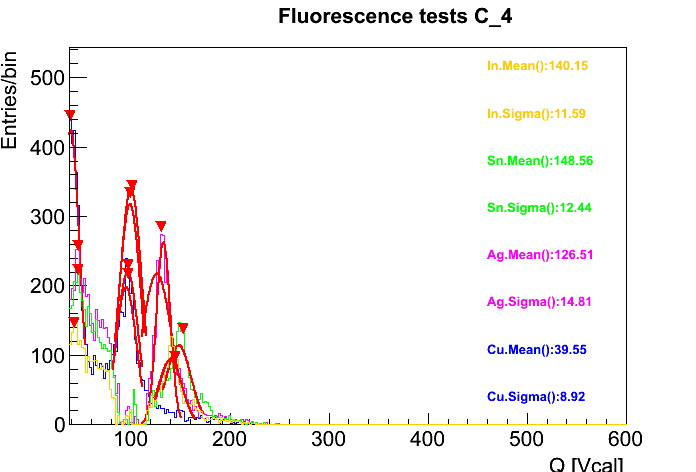 Fluorescence tests C_4
Entries/bin
500
400
300
200
100
0
In.Mean():140.15
In.Sigma():11.59
Sn.Mean():148.56
Sn.Sigma():12.44
Ag.Mean():126.51
Ag.Sigma():14.81
Cu.Mean():39.55
Cu.Sigma():8.92
100 200 300 400 500 600
Q [Vcal]